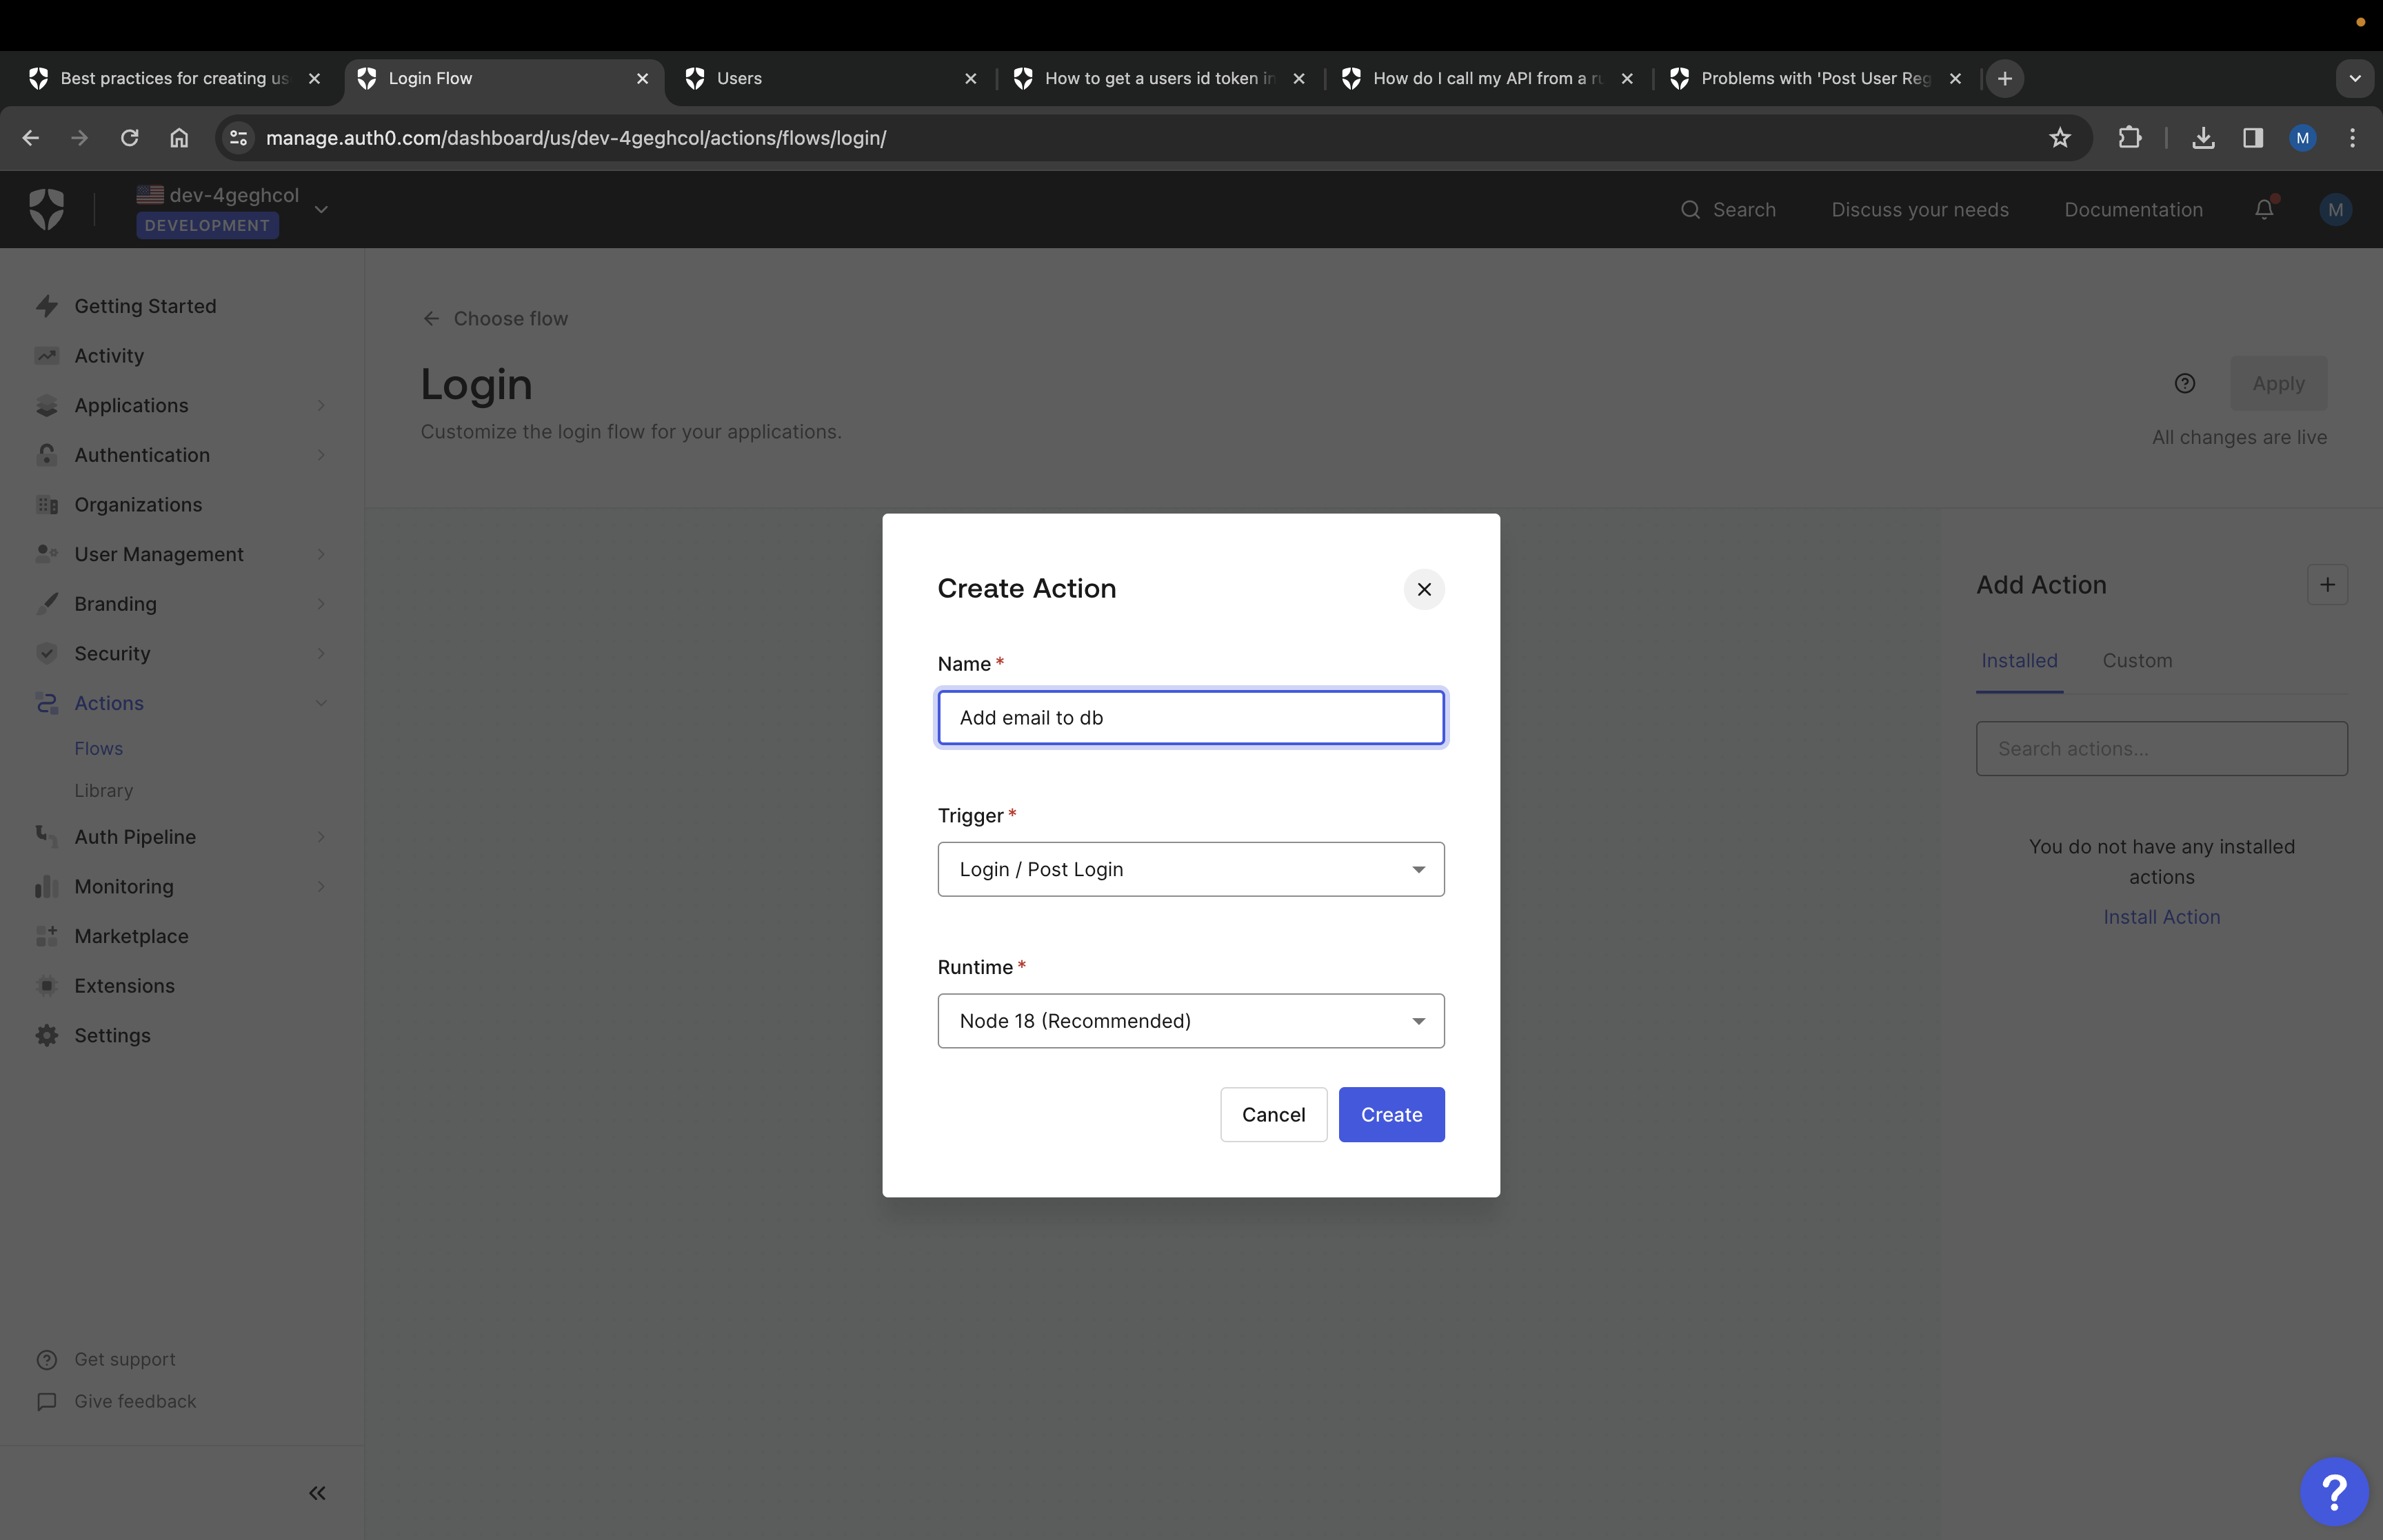 Best practices for creating us
Login Flow
Users
How to get a users id token in
How do I call my API from a ru
Problems with 'Post User Reg
manage.auth0.com/dashboard/us/dev-4geghcol/actions/flows/login/
M
dev-4geghcol
DEVELOPMENT
Search
Discuss your needs
Documentation
M
Getting Started
Activity
Applications
Authentication
Organizations
User Management
Branding
Security
Actions
Flows
Library
Auth Pipeline
Monitoring
Marketplace
Extensions
Settings
Get support
Give feedback
Choose flow
Login
Customize the login flow for your applications.
Apply
All changes are live
Create Action
Name *
Add email to db
Trigger *
Login / Post Login
Runtime *
Node 18 (Recommended)
Cancel
Create
Add Action
Installed
Custom
Search actions...
You do not have any installed
actions
Install Action